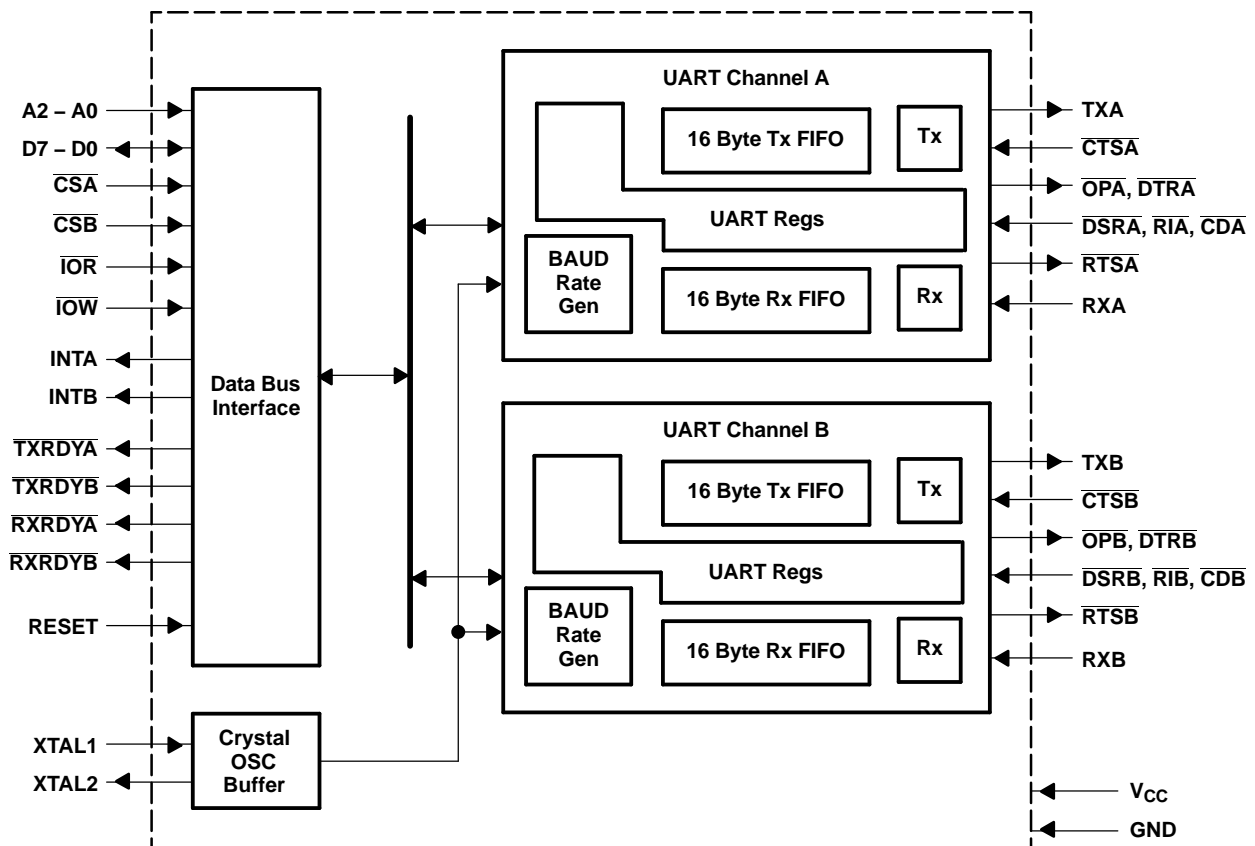 A2 – A0
D7 – D0
CSA
CSB
IOR
IOW
INTA
INTB
TXRDYA
TXRDYB
RXRDYA
RXRDYB
RESET
XTAL1
XTAL2
Data Bus
Interface
Crystal
OSC
Buffer
UART Channel A
16 Byte Tx FIFO
Tx
UART Regs
BAUD
Rate
Gen
16 Byte Rx FIFO
Rx
UART Channel B
16 Byte Tx FIFO
Tx
UART Regs
BAUD
Rate
Gen
16 Byte Rx FIFO
Rx
TXA
CTSA
OPA, DTRA
DSRA, RIA, CDA
RTSA
RXA
TXB
CTSB
OPB, DTRB
DSRB, RIB, CDB
RTSB
RXB
VCC
GND